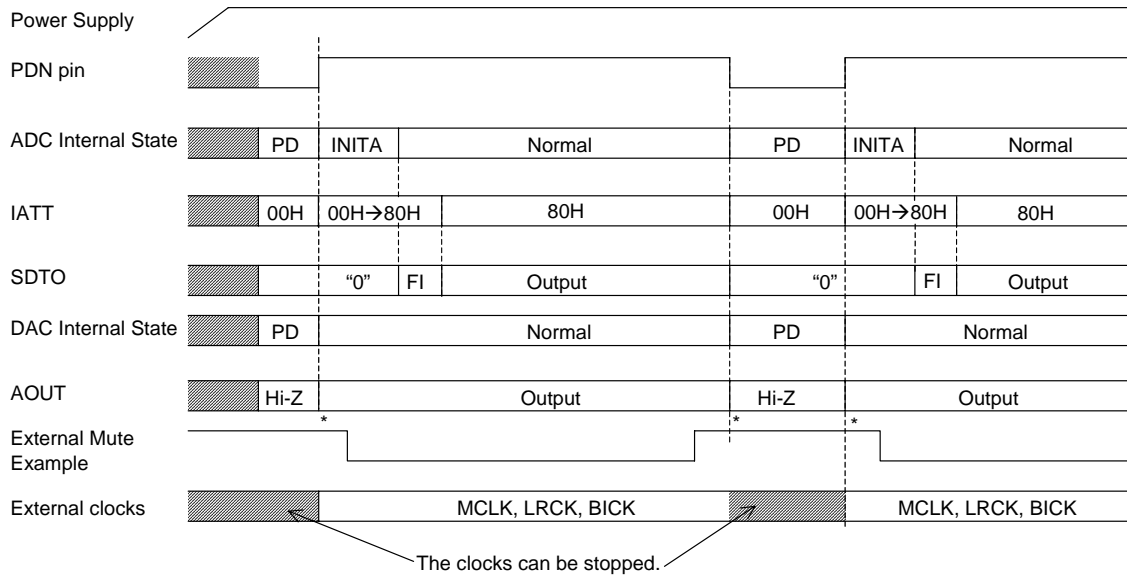 Power Supply
PDN pin
ADC Internal State PD INITA Normal PD INITA Normal
IATT 00H 00H→80H 80H 00H 00H→80H 80H
SDTO “0” FI Output “0” FI Output
DAC Internal State PD Normal PD Normal
AOUT Hi-Z Output Hi-Z Output
* * *
External Mute
Example
External clocks MCLK, LRCK, BICK MCLK, LRCK, BICK
The clocks can be stopped.